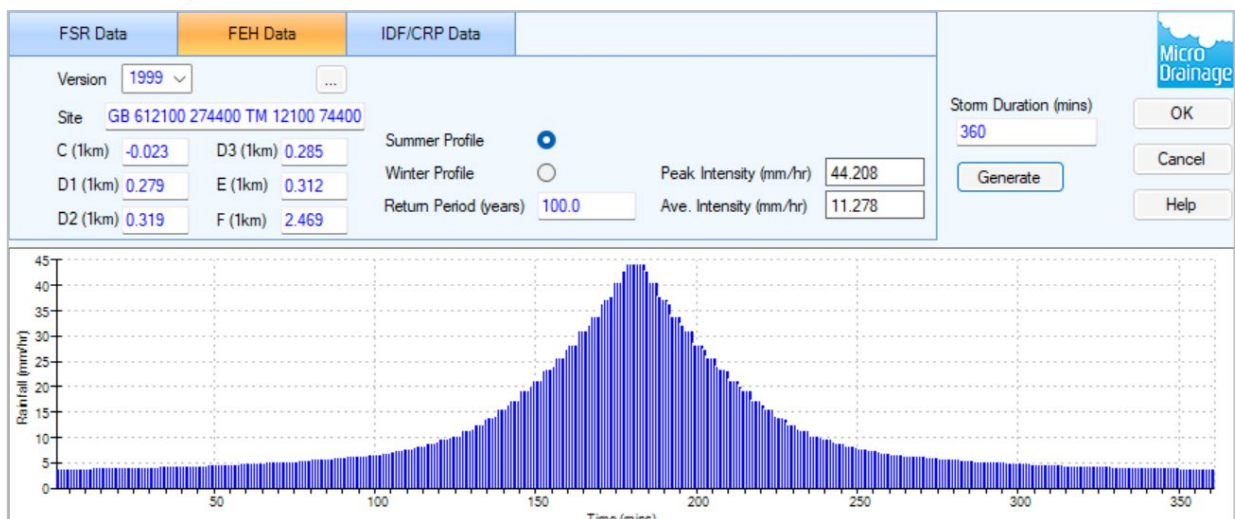 FSR Data FEH Data IDF/CRP Data
Micro
Drainage
Version 1999 ...
Site GB 612100 274400 TM 12100 74400
C (1km) -0.023 D3 (1km) 0.285
D1 (1km) 0.279 E (1km) 0.312
D2 (1km) 0.319 F (1km) 2.469
Summer Profile
Winter Profile
Return Period (years) 100.0
Peak Intensity (mm/hr) 44.208
Ave. Intensity (mm/hr) 11.278
Storm Duration (mins)
360
Generate
OK
Cancel
Help
Rainfall (mm/hr)
45
40
35
30
25
20
15
10
5
0
50 100 150 200 250 300 350
Time (mins)